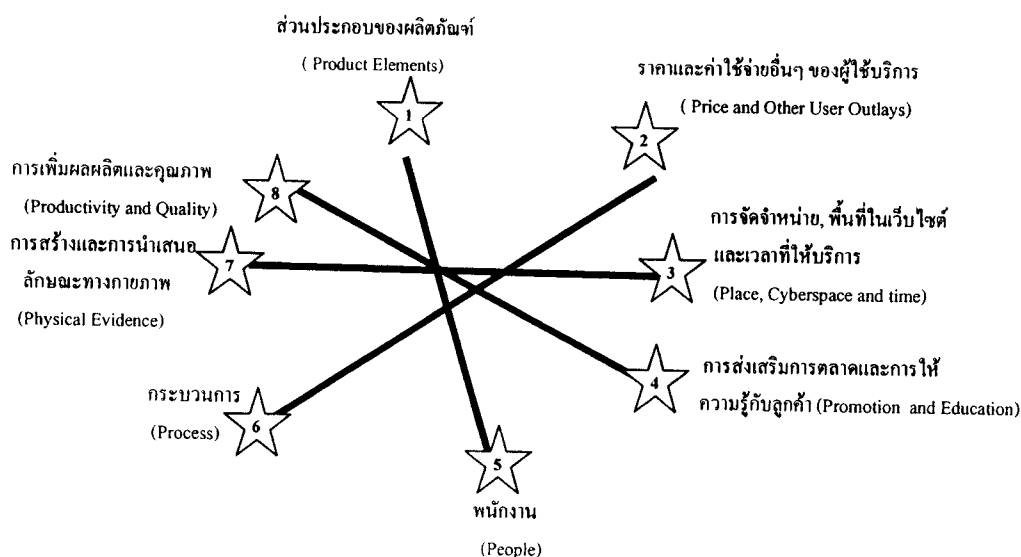 ส่วนประกอบของผลิตภัณฑ์
( Product Elements)
1
ราคาและค่าใช้จ่ายอื่นๆ ของผู้ใช้บริการ
( Price and Other User Outlays)
2
การจัดจำหน่าย, พื้นที่ในเว็บไซต์
และเวลาที่ให้บริการ
(Place, Cyberspace and time)
3
การส่งเสริมการตลาดและการให้
ความรู้กับลูกค้า (Promotion and Education)
4
5
พนักงาน
(People)
กระบวนการ
(Process)
6
การสร้างและการนำเสนอ
ลักษณะทางกายภาพ
(Physical Evidence)
7
การเพิ่มผลผลิตและคุณภาพ
(Productivity and Quality)
8